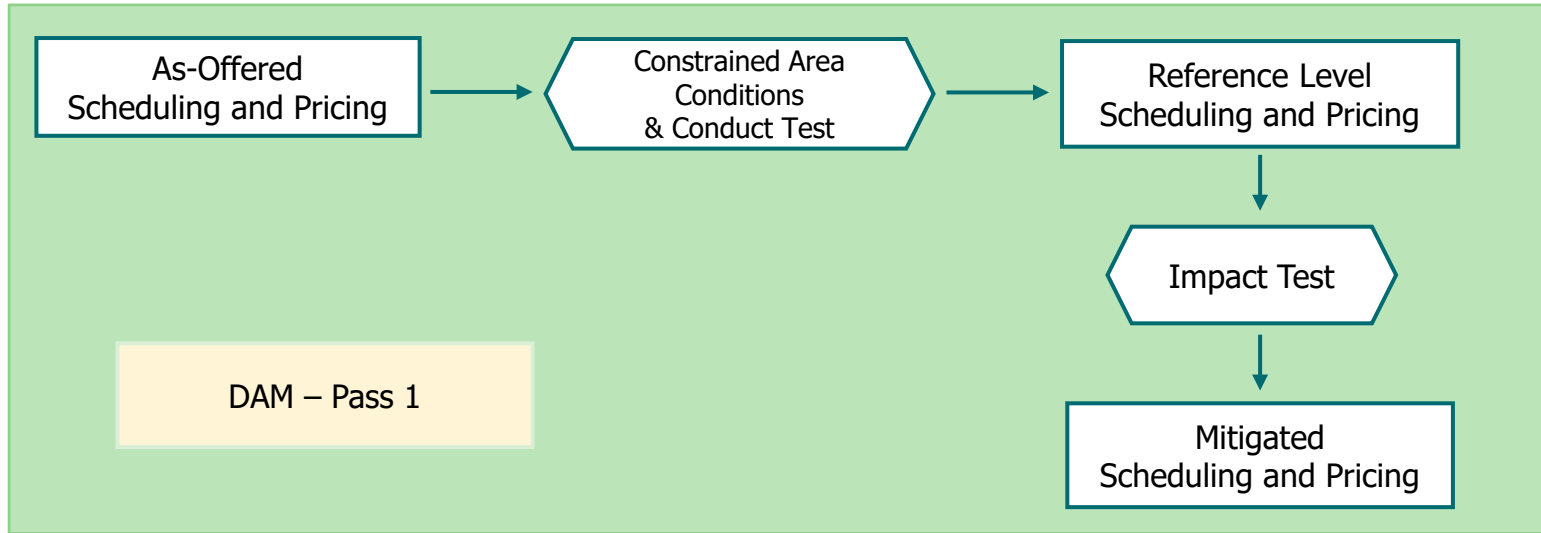 As-Offered
Scheduling and Pricing
Constrained Area
Conditions
& Conduct Test
Reference Level
Scheduling and Pricing
Impact Test
DAM – Pass 1
Mitigated
Scheduling and Pricing